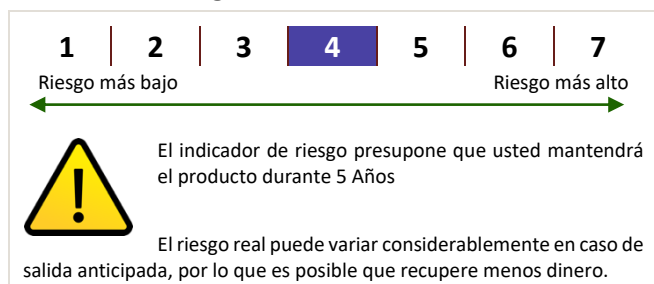 1 2 3 4 5 6 7
Riesgo más bajo Riesgo más alto
El indicador de riesgo presupone que usted mantendrá
el producto durante 5 Años
El riesgo real puede variar considerablemente en caso de
salida anticipada, por lo que es posible que recupere menos dinero.